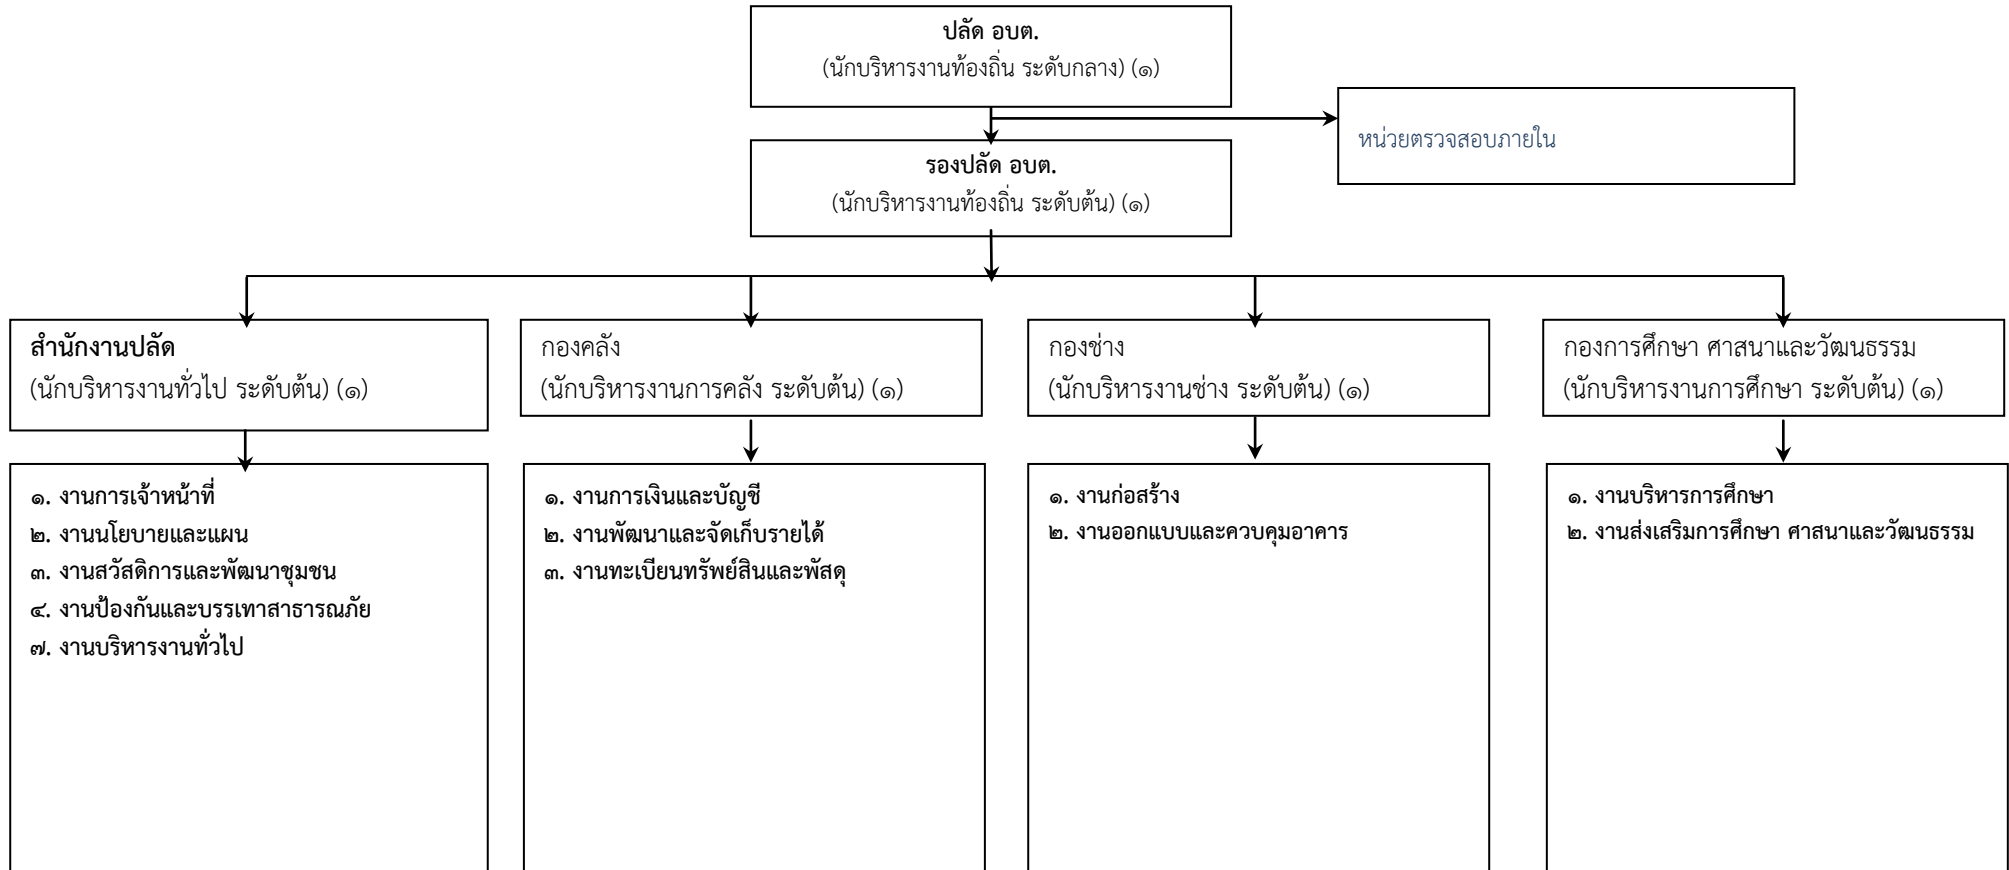 ปลัด อบต.
(นักบริหารงานท้องถิ่น ระดับกลาง) (๑)
หน่วยตรวจสอบภายใน
รองปลัด อบต.
(นักบริหารงานท้องถิ่น ระดับต้น) (๑)
สำนักงานปลัด
(นักบริหารงานทั่วไป ระดับต้น) (๑)
กองคลัง
(นักบริหารงานการคลัง ระดับต้น) (๑)
กองช่าง
(นักบริหารงานช่าง ระดับต้น) (๑)
กองการศึกษา ศาสนาและวัฒนธรรม
(นักบริหารงานการศึกษา ระดับต้น) (๑)
๑. งานการเจ้าหน้าที่
๒. งานนโยบายและแผน
๓. งานสวัสดิการและพัฒนาชุมชน
๔. งานป้องกันและบรรเทาสาธารณภัย
๗. งานบริหารงานทั่วไป
๑. งานการเงินและบัญชี
๒. งานพัฒนาและจัดเก็บรายได้
๓. งานทะเบียนทรัพย์สินและพัสดุ
๑. งานก่อสร้าง
๒. งานออกแบบและควบคุมอาคาร
๑. งานบริหารการศึกษา
๒. งานส่งเสริมการศึกษา ศาสนาและวัฒนธรรม